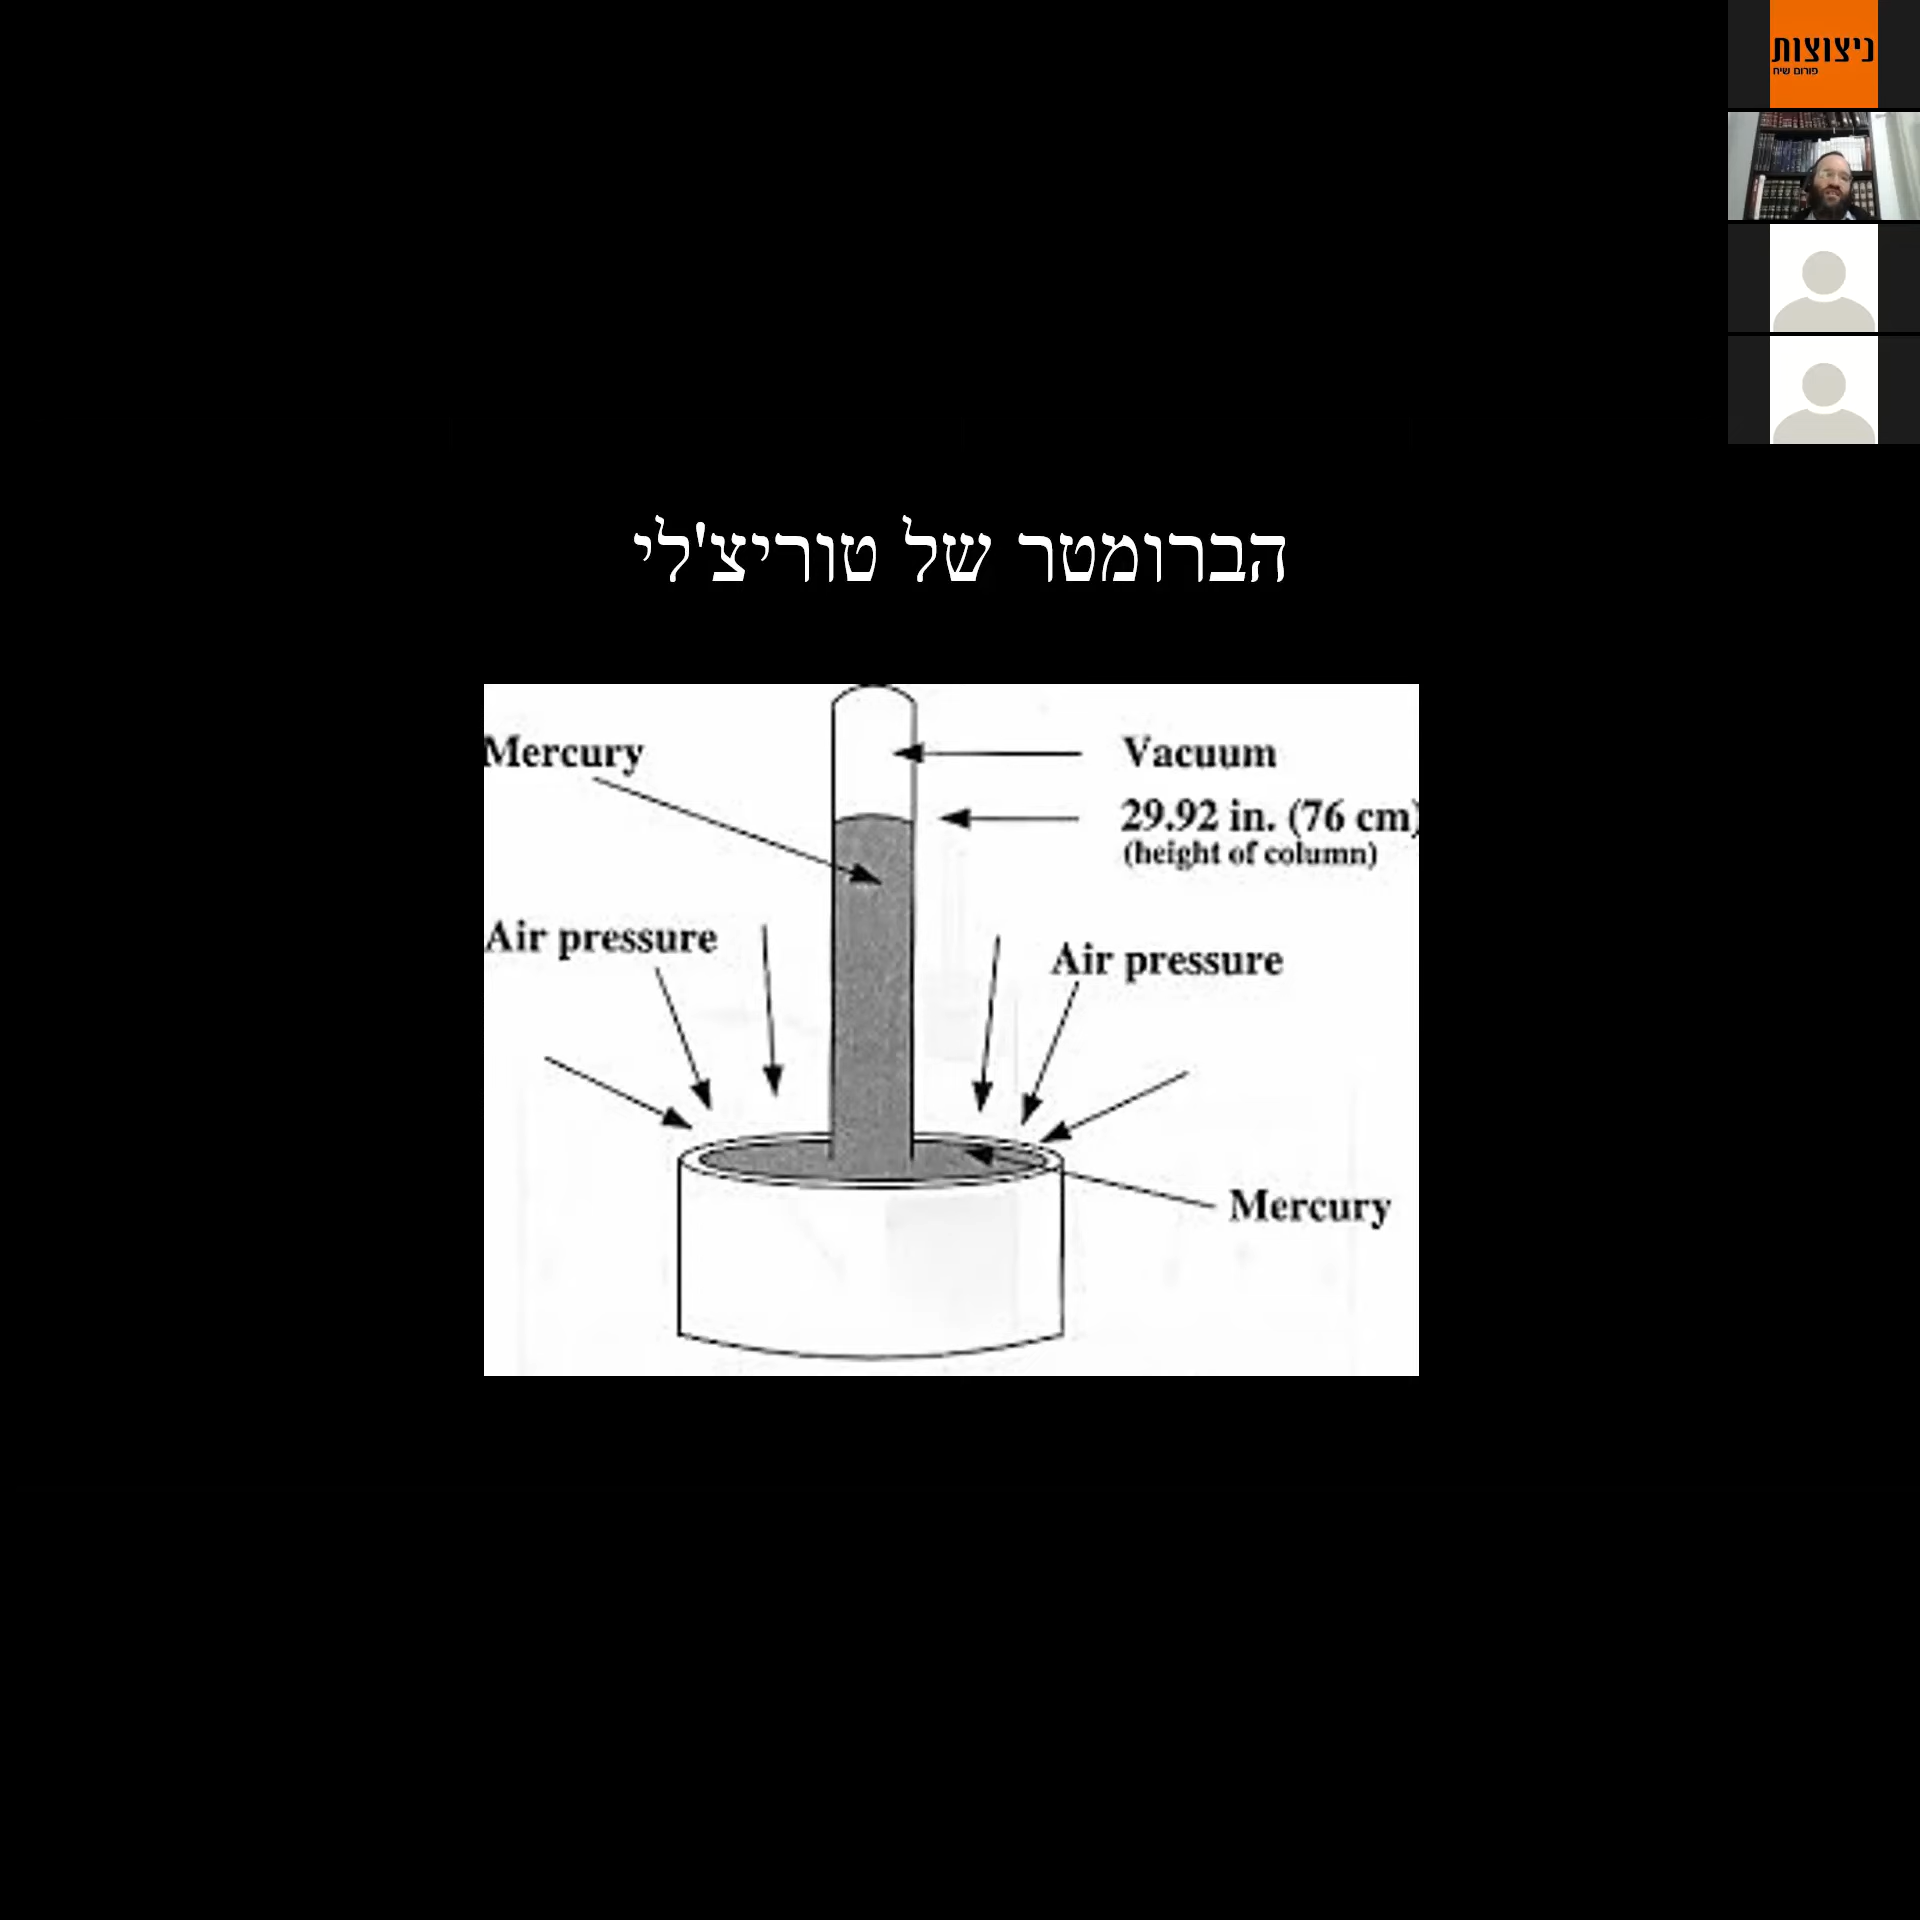 ניצוצות
פורום שיח
הברומטר של טוריצ'לי
Mercury
Vacuum
29.92 in. (76 cm)
(height of column)
Air pressure
Air pressure
Mercury